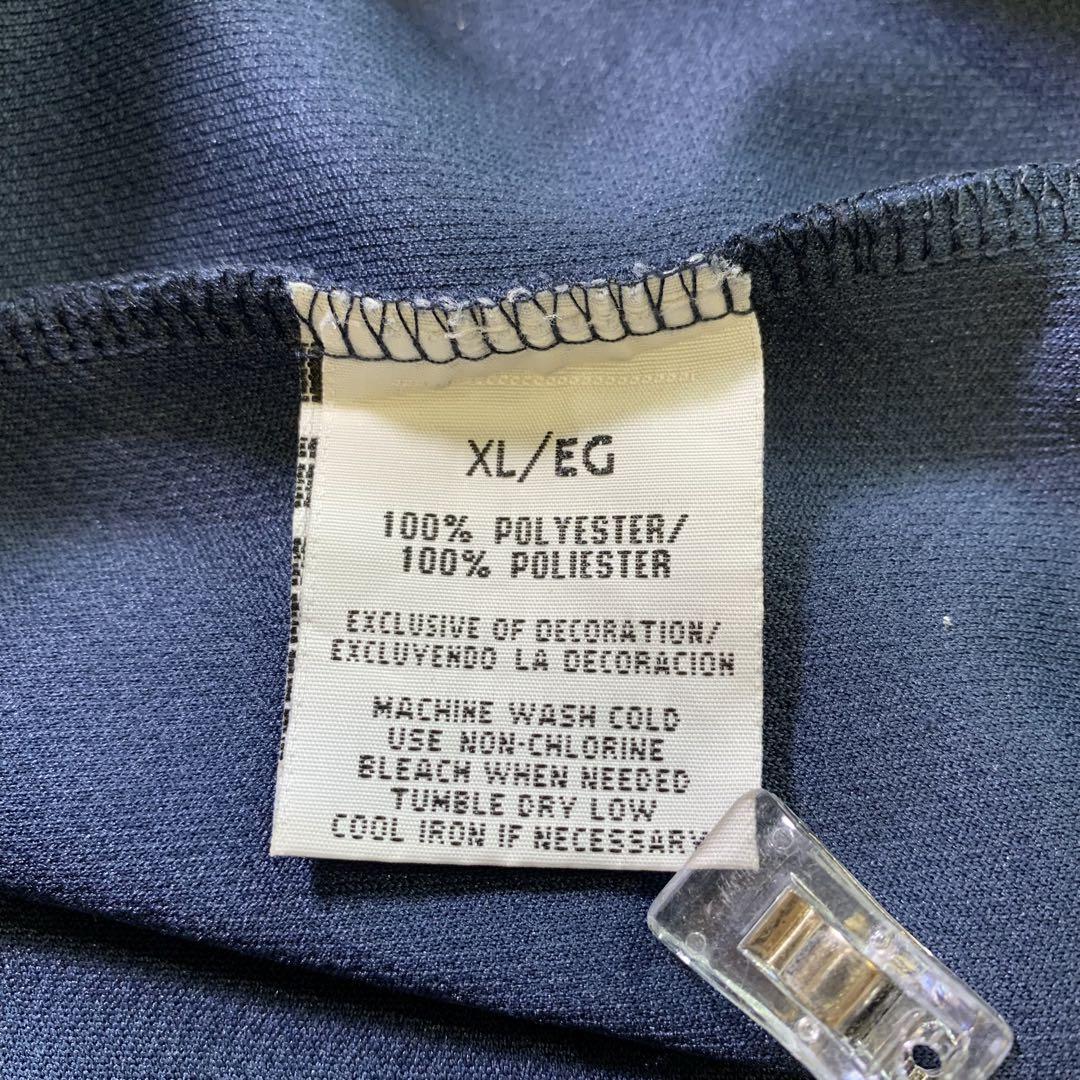 XL/EG
100% POLYESTER/
100% POLIESTER
EXCLUSIVE OF DECORATION/
EXCLUYENDO LA DECORACION
MACHINE WASH COLD
USE NON-CHLORINE
BLEACH WHEN NEEDED
TUMBLE DRY LOW
COOL IRON IF NECESSARY